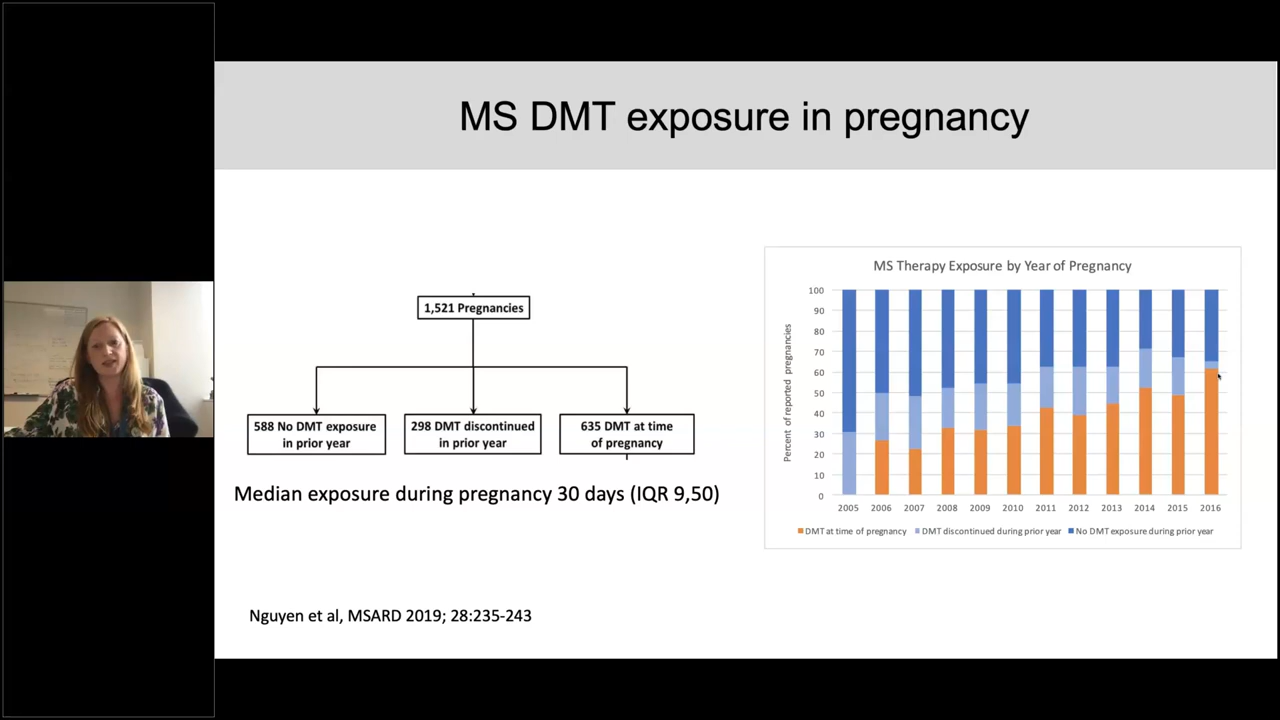 MS DMT exposure in pregnancy
1,521 Pregnancies
588 No DMT exposure
in prior year
298 DMT discontinued
in prior year
635 DMT at time
of pregnancy
Median exposure during pregnancy 30 days (IQR 9,50)
Nguyen et al, MSARD 2019; 28:235-243
MS Therapy Exposure by Year of Pregnancy
Percent of reported pregnancies
100
90
80
70
60
50
40
30
20
10
0
2005 2006 2007 2008 2009 2010 2011 2012 2013 2014 2015 2016
DMT at time of pregnancy DMT discontinued during prior year No DMT exposure during prior year